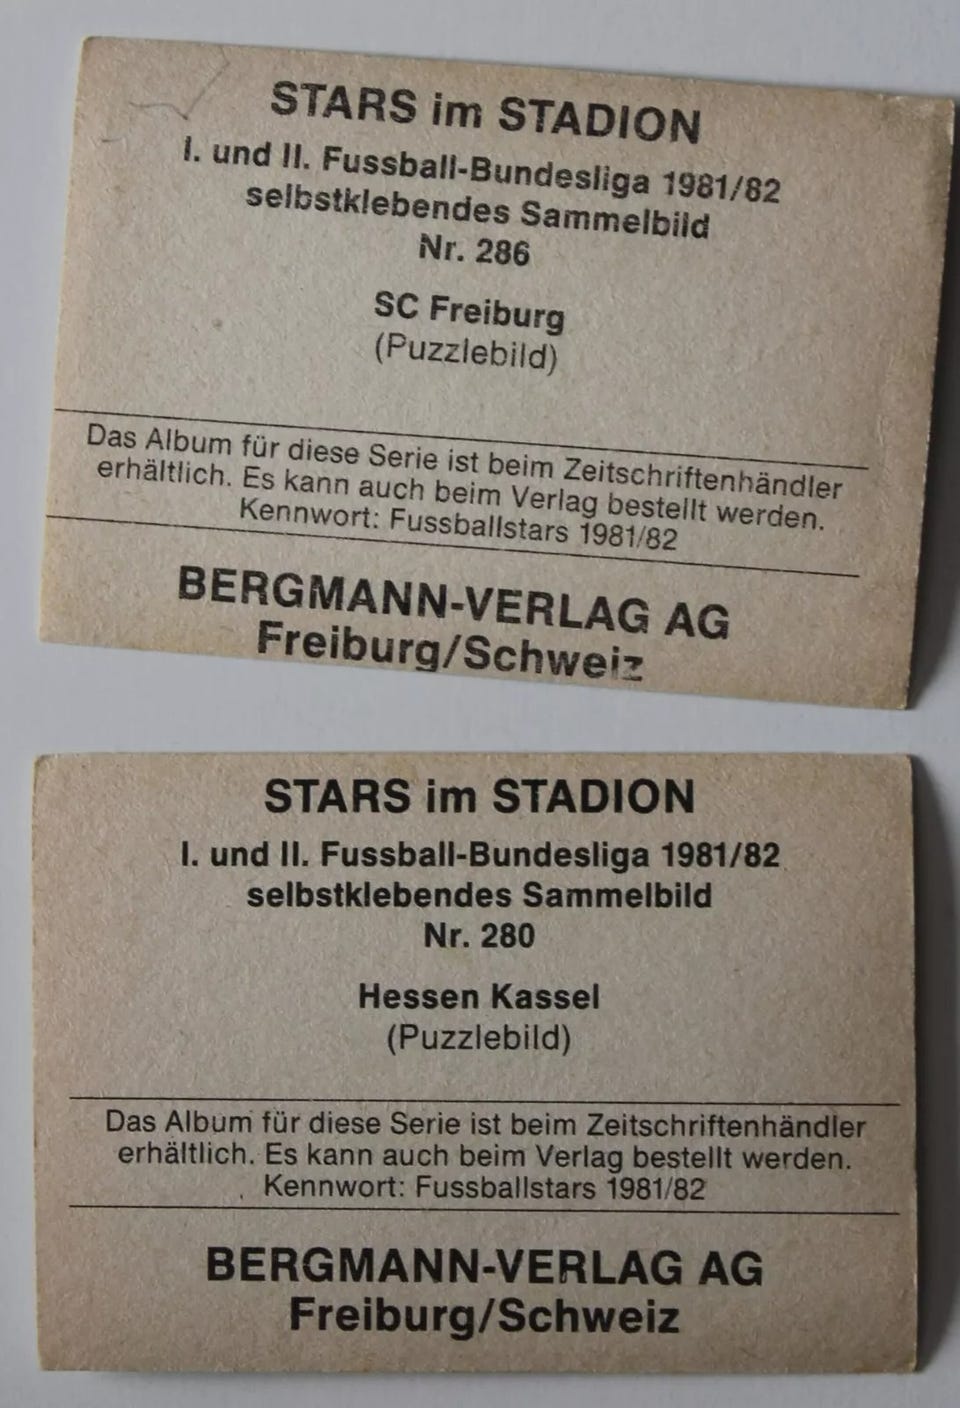 STARS im STADION
I. und II. Fussball-Bundesliga 1981/82
selbstklebendes Sammelbild
Nr. 286
SC Freiburg
(Puzzlebild)
Das Album für diese Serie ist beim Zeitschriftenhändler
erhältlich. Es kann auch beim Verlag bestellt werden.
Kennwort: Fussballstars 1981/82
BERGMANN-VERLAG AG
Freiburg/Schweiz
STARS im STADION
I. und II. Fussball-Bundesliga 1981/82
selbstklebendes Sammelbild
Nr. 280
Hessen Kassel
(Puzzlebild)
Das Album für diese Serie ist beim Zeitschriftenhändler
erhältlich. Es kann auch beim Verlag bestellt werden.
Kennwort: Fussballstars 1981/82
BERGMANN-VERLAG AG
Freiburg/Schweiz